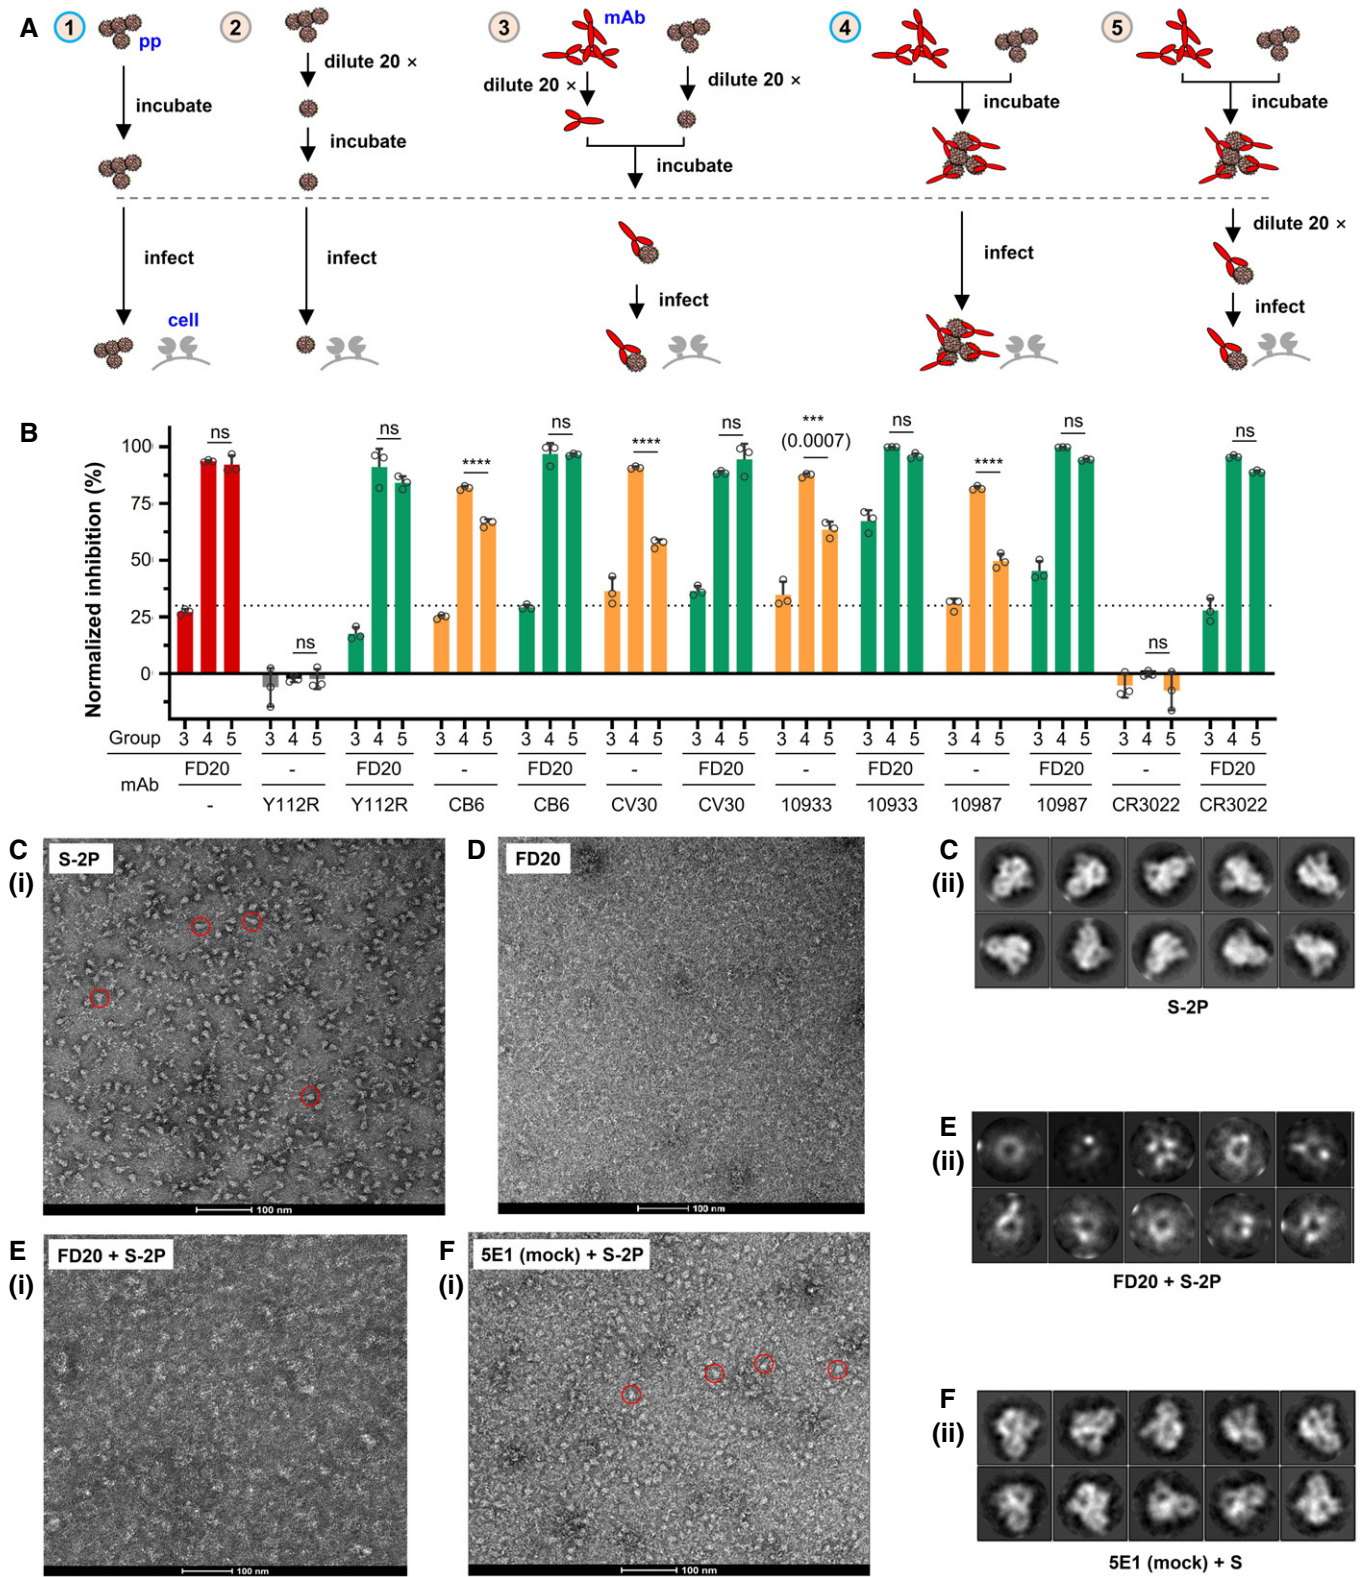 A
1
pp
incubate
infect
cell
2
dilute 20 ×
incubate
infect
3
mAb
dilute 20 ×
dilute 20 ×
incubate
infect
4
incubate
infect
5
incubate
dilute 20 ×
infect
B
Normalized inhibition (%)
100
75
50
25
0
ns
ns
ns
****
ns
****
ns
***
(0.0007)
ns
****
ns
ns
ns
Group
3 4 5 3 4 5 3 4 5 3 4 5 3 4 5 3 4 5 3 4 5 3 4 5 3 4 5 3 4 5 3 4 5 3 4 5 3 4 5
mAb
FD20 - FD20 - FD20 - FD20 - FD20 - FD20 - FD20
- Y112R Y112R CB6 CB6 CV30 CV30 10933 10933 10987 10987 CR3022 CR3022
C
(i)
S-2P
100 nm
D
FD20
100 nm
C
(ii)
S-2P
E
(ii)
FD20 + S-2P
E
(i)
FD20 + S-2P
100 nm
F
(i)
5E1 (mock) + S-2P
100 nm
F
(ii)
5E1 (mock) + S